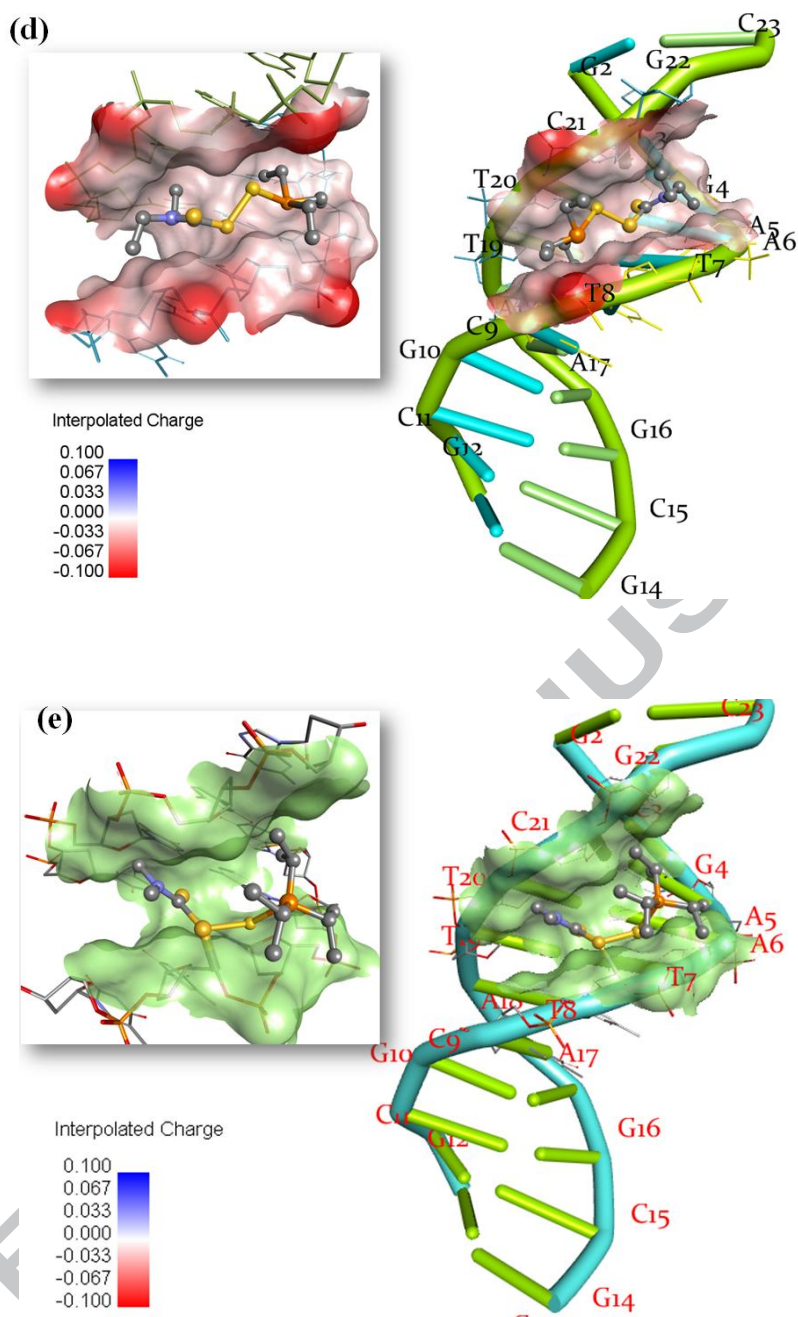 (d)
C23
G2
G22
C21
G4
T20
A5
A6
T19
T7
T8
C9
G10
A17
C11
G12
G16
C15
G14
Interpolated Charge
0.100
0.067
0.033
0.000
-0.033
-0.067
-0.100
(e)
C23
G2
G22
C21
G4
T20
A5
A6
T7
A18
T8
C9
G10
A17
C11
G12
G16
C15
G14
Interpolated Charge
0.100
0.067
0.033
0.000
-0.033
-0.067
-0.100